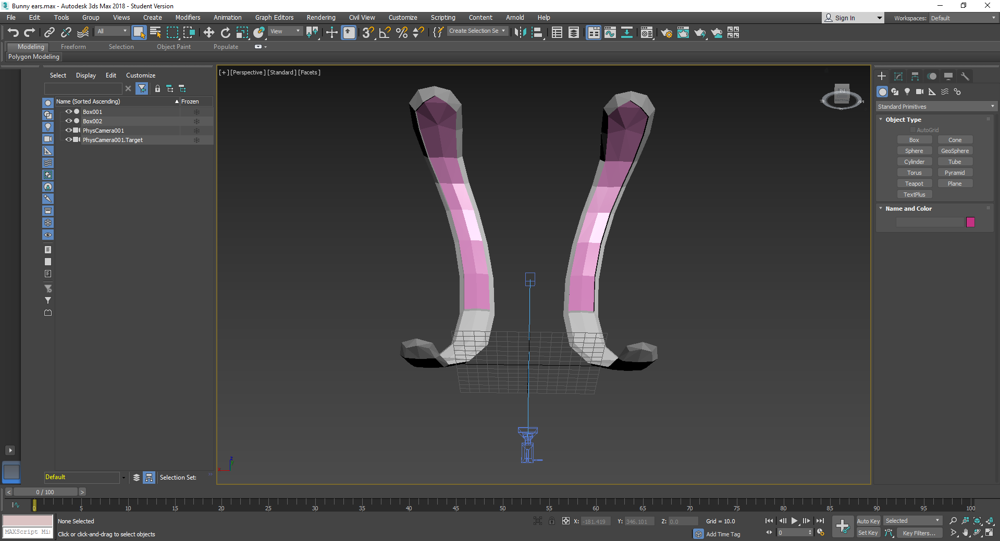 Bunny ears.max - Autodesk 3ds Max 2018 - Student Version
File Edit Tools Group Views Create Modifiers Animation Graph Editors Rendering Civil View Customize Scripting Content Arnold Help
Sign In Workspaces: Default
All View Create Selection Se
Modeling Freeform Selection Object Paint Populate
Polygon Modeling
Select Display Edit Customize
Name (Sorted Ascending) Frozen
Box001
Box002
PhysCamera001
PhysCamera001.Target
[+] [Perspective] [Standard] [Facets]
Standard Primitives
Object Type
AutoGrid
Box Cone
Sphere GeoSphere
Cylinder Tube
Torus Pyramid
Teapot Plane
TextPlus
Name and Color
Default Selection Set:
< 0 / 100 >
0 5 10 15 20 25 30 35 40 45 50 55 60 65 70 75 80 85 90 95 100
None Selected X: -181.419 Y: 346.101 Z: 0.0 Grid = 10.0 Auto Key Selected
MAXScript Mi
Click or click-and-drag to select objects Add Time Tag 0 Set Key Key Filters...